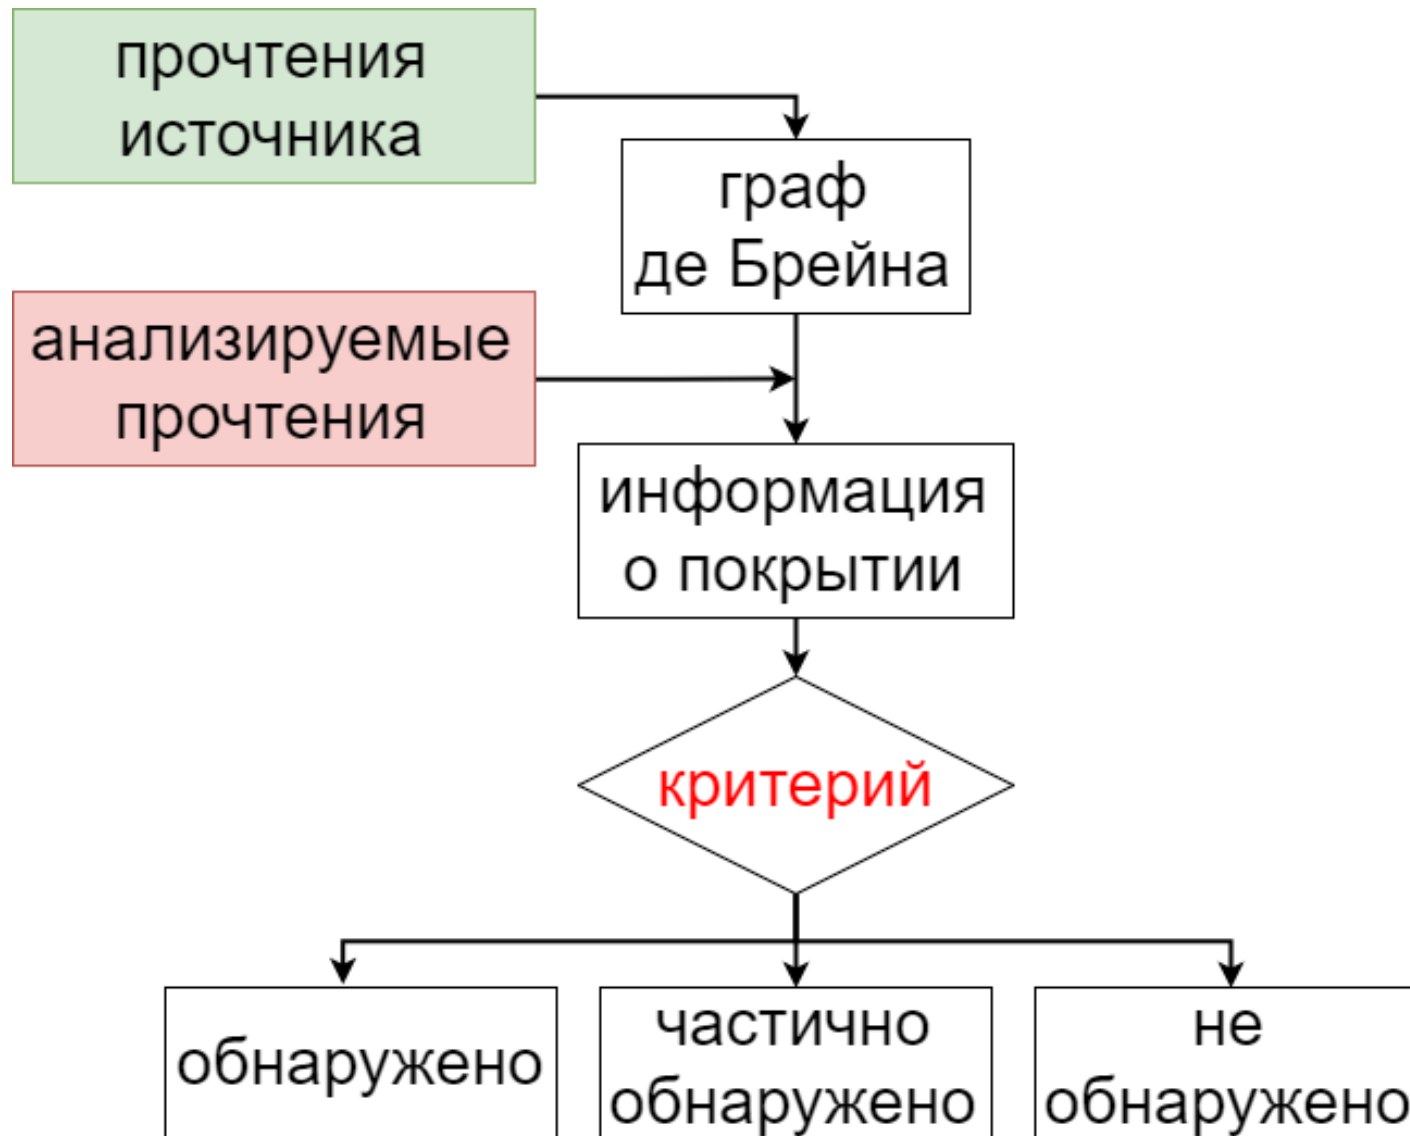 прочтения
источника
граф
де Брейна
анализируемые
прочтения
информация
о покрытии
критерий
обнаружено
частично
обнаружено
не
обнаружено